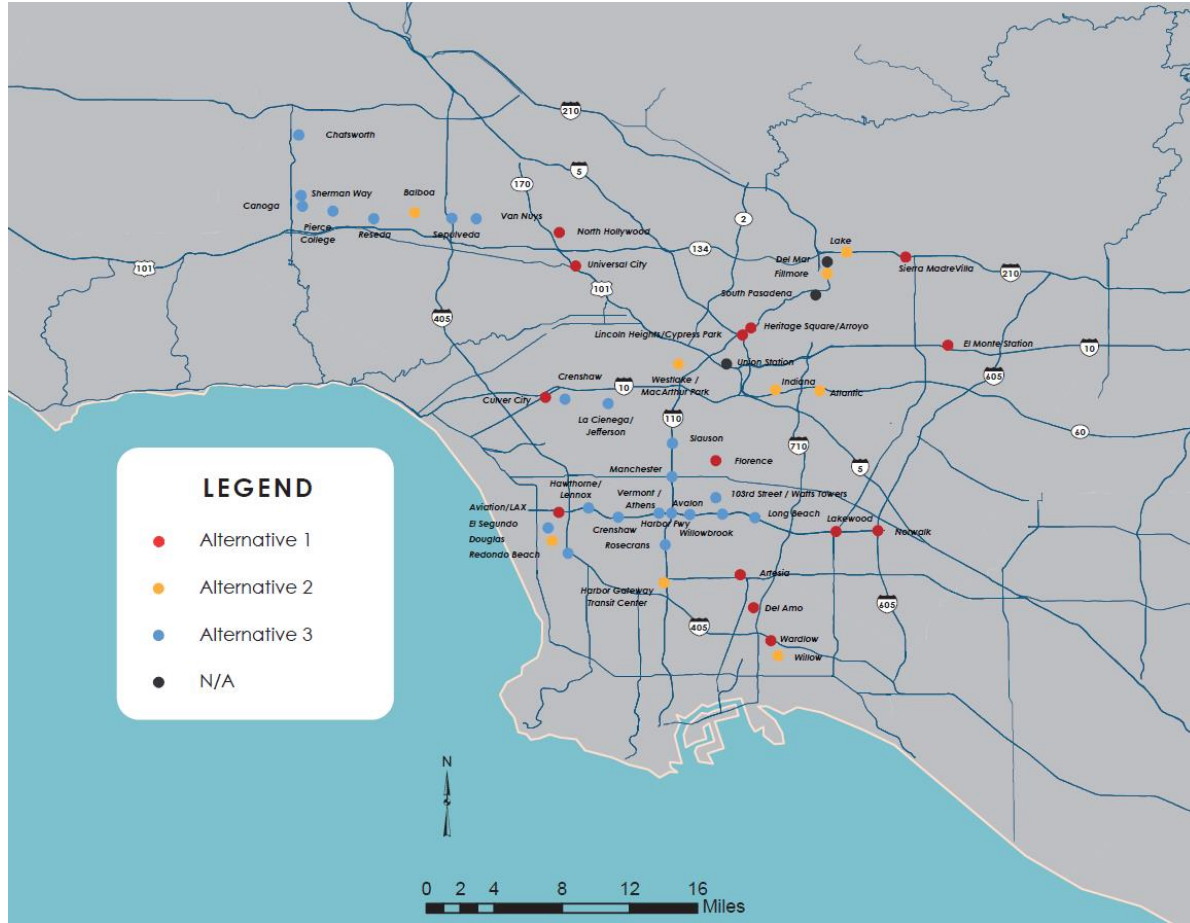 210
Chatsworth
5
170
Sherman Way
Balboa
Canoga
Van Nuys
2
Pierce
College
Reseda
Sepulveda
North Hollywood
134
Lake
Del Mar
Universal City
Sierra MadreVilla
101
Fillmore
210
101
South Pasadena
405
Heritage Square/Arroyo
Lincoln Heights/Cypress Park
El Monte Station
10
Union Station
Crenshaw
10
Westlake /
MacArthur Park
Indiana
605
Culver City
Atlantic
La Cienega/
Jefferson
110
60
Slauson
710
Florence
5
Manchester
Hawthorne/
Lennox
Vermont /
Athens
Avalon
103rd Street / Watts Towers
Aviation/LAX
Long Beach
Lakewood
El Segundo
Crenshaw
Harbor Fwy
Willowbrook
Norwalk
Douglas
Rosecrans
Redondo Beach
Artesia
Harbor Gateway
Transit Center
605
Del Amo
405
Wardlow
Willow
LEGEND
Alternative 1
Alternative 2
Alternative 3
N/A
N
0 2 4 8 12 16
Miles